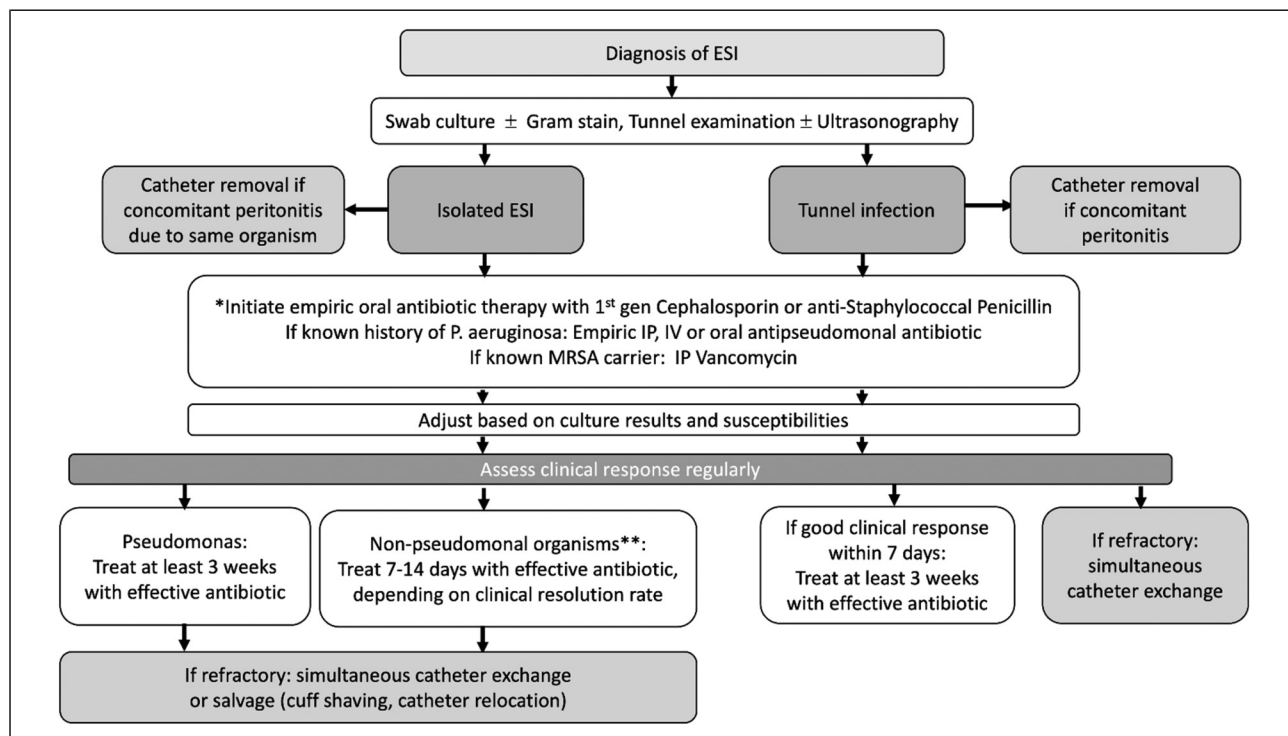 Diagnosis of ESI
Swab culture ± Gram stain, Tunnel examination ± Ultrasonography
Catheter removal if
concomitant peritonitis
due to same organism
Isolated ESI
Tunnel infection
Catheter removal
if concomitant
peritonitis
*Initiate empiric oral antibiotic therapy with 1st gen Cephalosporin or anti-Staphylococcal Penicillin
If known history of P. aeruginosa: Empiric IP, IV or oral antipseudomonal antibiotic
If known MRSA carrier: IP Vancomycin
Adjust based on culture results and susceptibilities
Assess clinical response regularly
Pseudomonas:
Treat at least 3 weeks
with effective antibiotic
Non-pseudomonal organisms**:
Treat 7-14 days with effective antibiotic,
depending on clinical resolution rate
If good clinical response
within 7 days:
Treat at least 3 weeks
with effective antibiotic
If refractory:
simultaneous
catheter exchange
If refractory: simultaneous catheter exchange
or salvage (cuff shaving, catheter relocation)